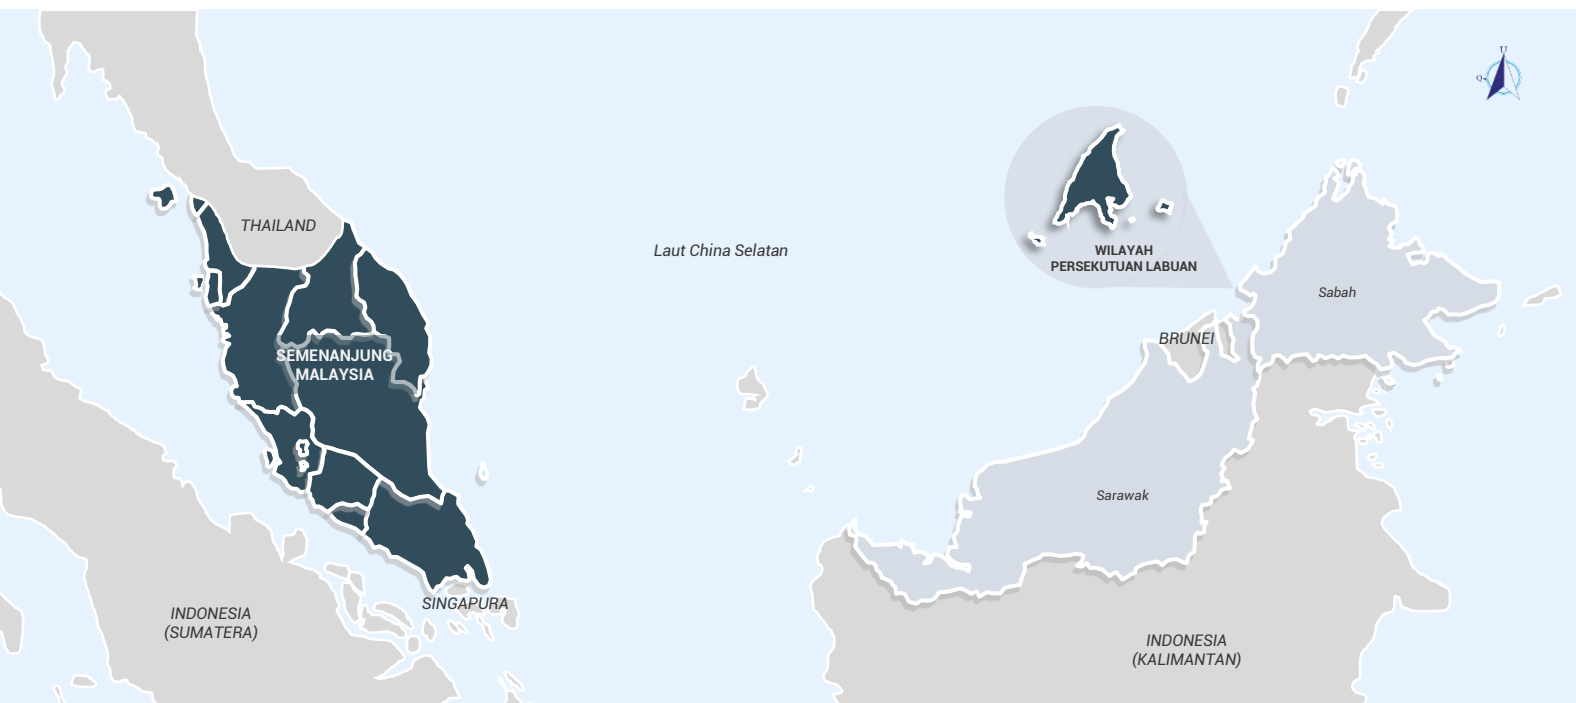 U
Q
THAILAND
Laut China Selatan
WILAYAH
PERSEKUTUAN LABUAN
Sabah
BRUNEI
SEMENANJUNG
MALAYSIA
Sarawak
SINGAPURA
INDONESIA
(SUMATERA)
INDONESIA
(KALIMANTAN)